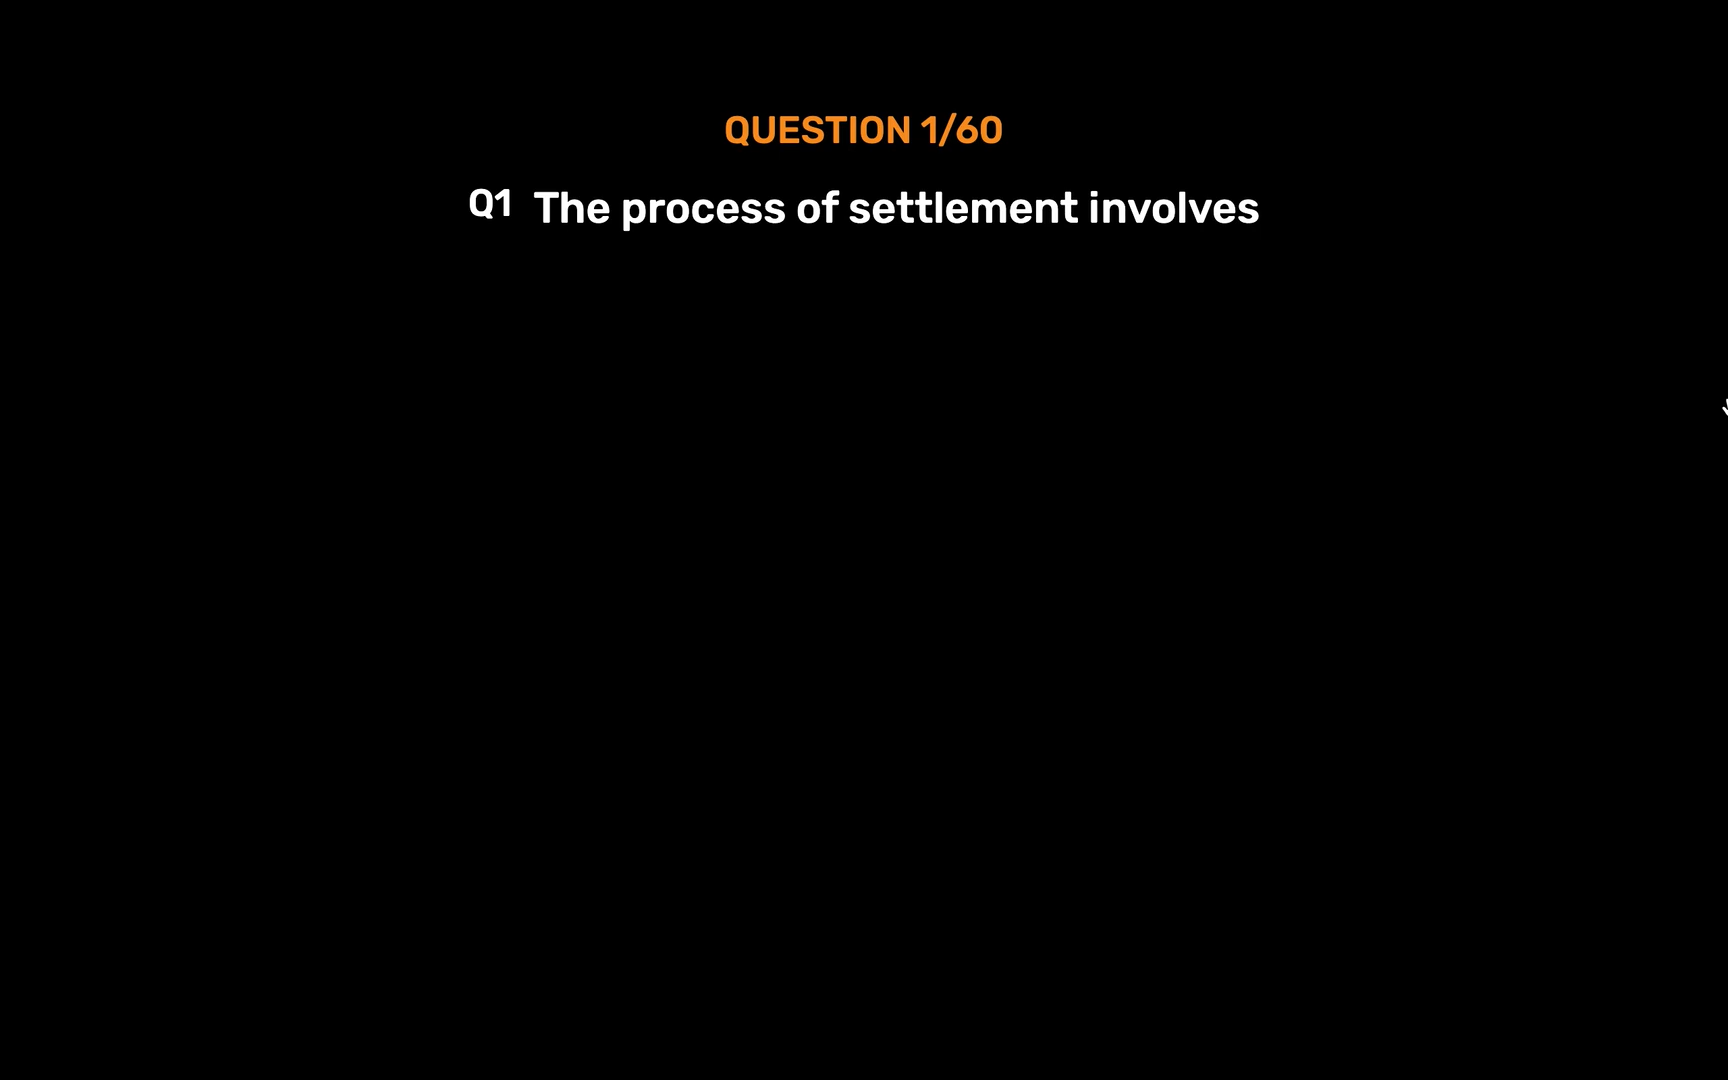 QUESTION 1/60
Q1 The process of settlement involves